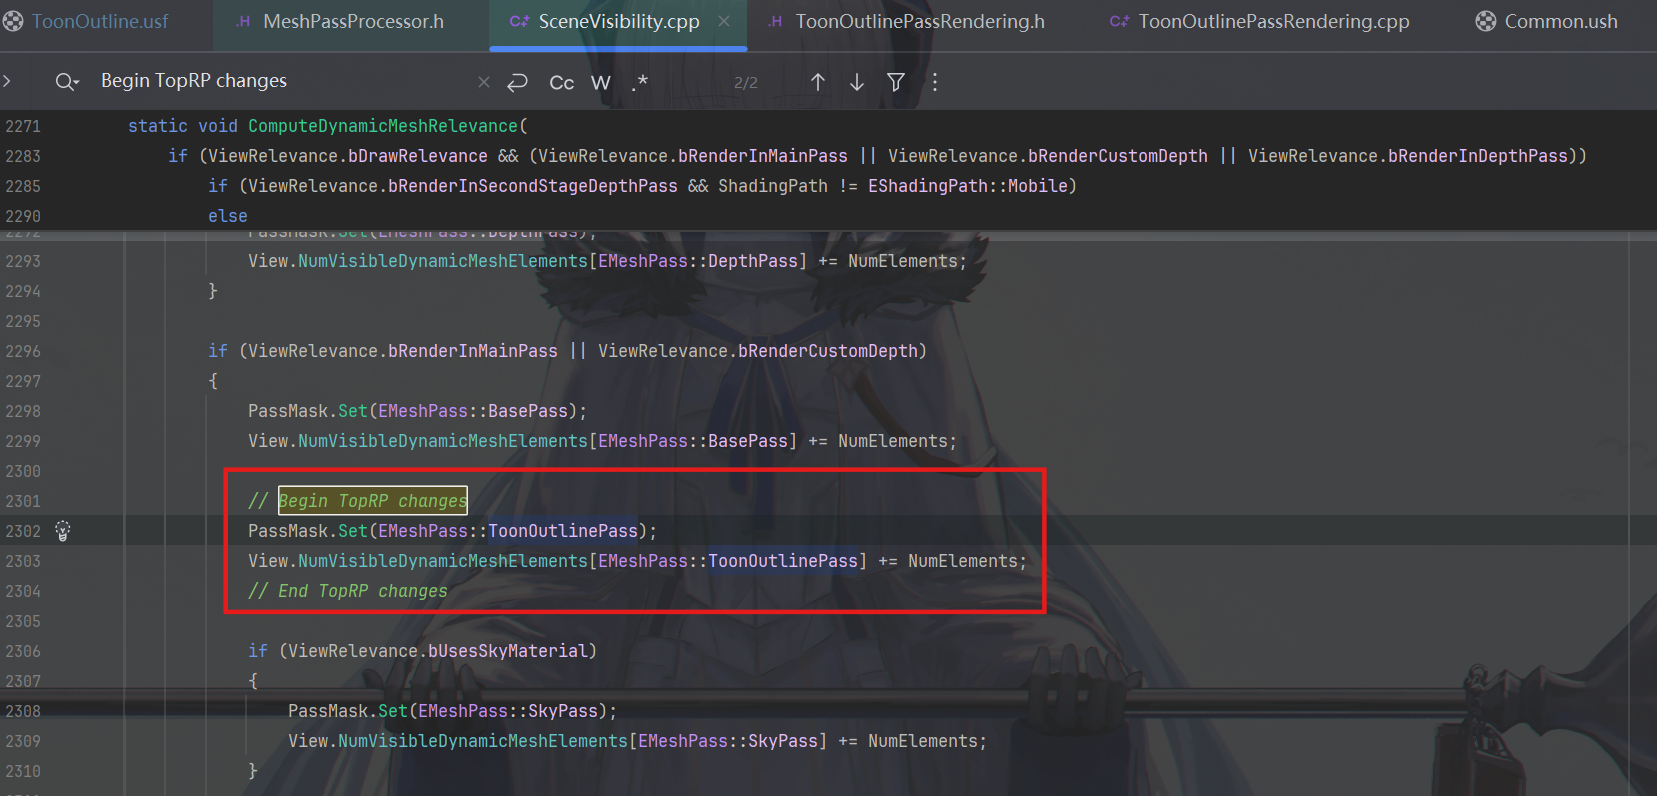 ToonOutline.usf .H MeshPassProcessor.h C+ SceneVisibility.cpp × .H ToonOutlinePassRendering.h C+ ToonOutlinePassRendering.cpp Common.ush
Begin TopRP changes × Cc W .* 2/2
2271 static void ComputeDynamicMeshRelevance(
2283 if (ViewRelevance.bDrawRelevance && (ViewRelevance.bRenderInMainPass || ViewRelevance.bRenderCustomDepth || ViewRelevance.bRenderInDepthPass))
2285 if (ViewRelevance.bRenderInSecondStageDepthPass && ShadingPath != EShadingPath::Mobile)
2290 else
2292 PassMask.Set(EMeshPass::DepthPass);
2293 View.NumVisibleDynamicMeshElements[EMeshPass::DepthPass] += NumElements;
2294 }
2295
2296 if (ViewRelevance.bRenderInMainPass || ViewRelevance.bRenderCustomDepth)
2297 {
2298 PassMask.Set(EMeshPass::BasePass);
2299 View.NumVisibleDynamicMeshElements[EMeshPass::BasePass] += NumElements;
2300
2301 // Begin TopRP changes
2302 PassMask.Set(EMeshPass::ToonOutlinePass);
2303 View.NumVisibleDynamicMeshElements[EMeshPass::ToonOutlinePass] += NumElements;
2304 // End TopRP changes
2305
2306 if (ViewRelevance.bUsesSkyMaterial)
2307 {
2308 PassMask.Set(EMeshPass::SkyPass);
2309 View.NumVisibleDynamicMeshElements[EMeshPass::SkyPass] += NumElements;
2310 }